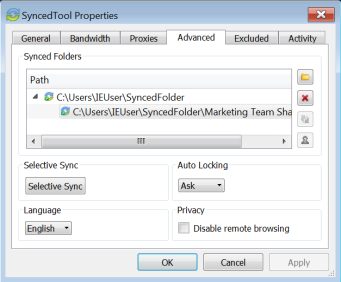 SyncedTool Properties
General Bandwidth Proxies Advanced Excluded Activity
Synced Folders
Path
C:\Users\IEUser\SyncedFolder
C:\Users\IEUser\SyncedFolder\Marketing Team Sha
Selective Sync Auto Locking
Selective Sync Ask
Language Privacy
English Disable remote browsing
OK Cancel Apply